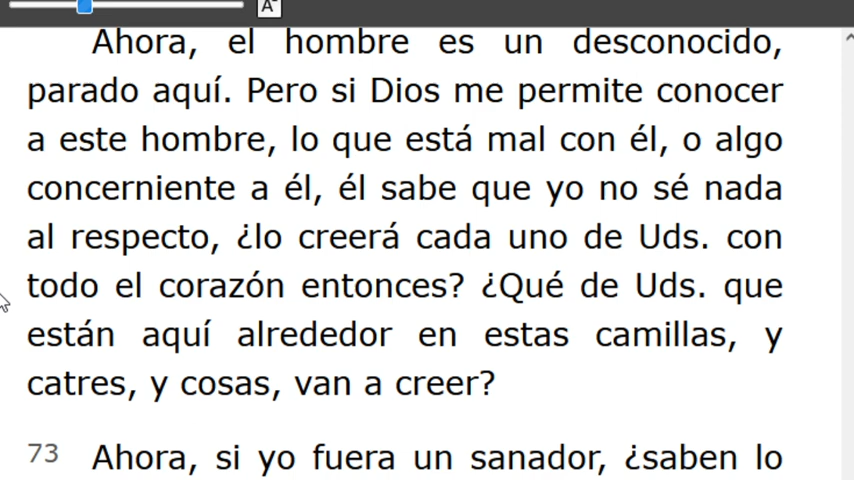 A
Ahora, el hombre es un desconocido,
parado aquí. Pero si Dios me permite conocer
a este hombre, lo que está mal con él, o algo
concerniente a él, él sabe que yo no sé nada
al respecto, ¿lo creerá cada uno de Uds. con
todo el corazón entonces? ¿Qué de Uds. que
están aquí alrededor en estas camillas, y
catres, y cosas, van a creer?
73 Ahora, si yo fuera un sanador, ¿saben lo